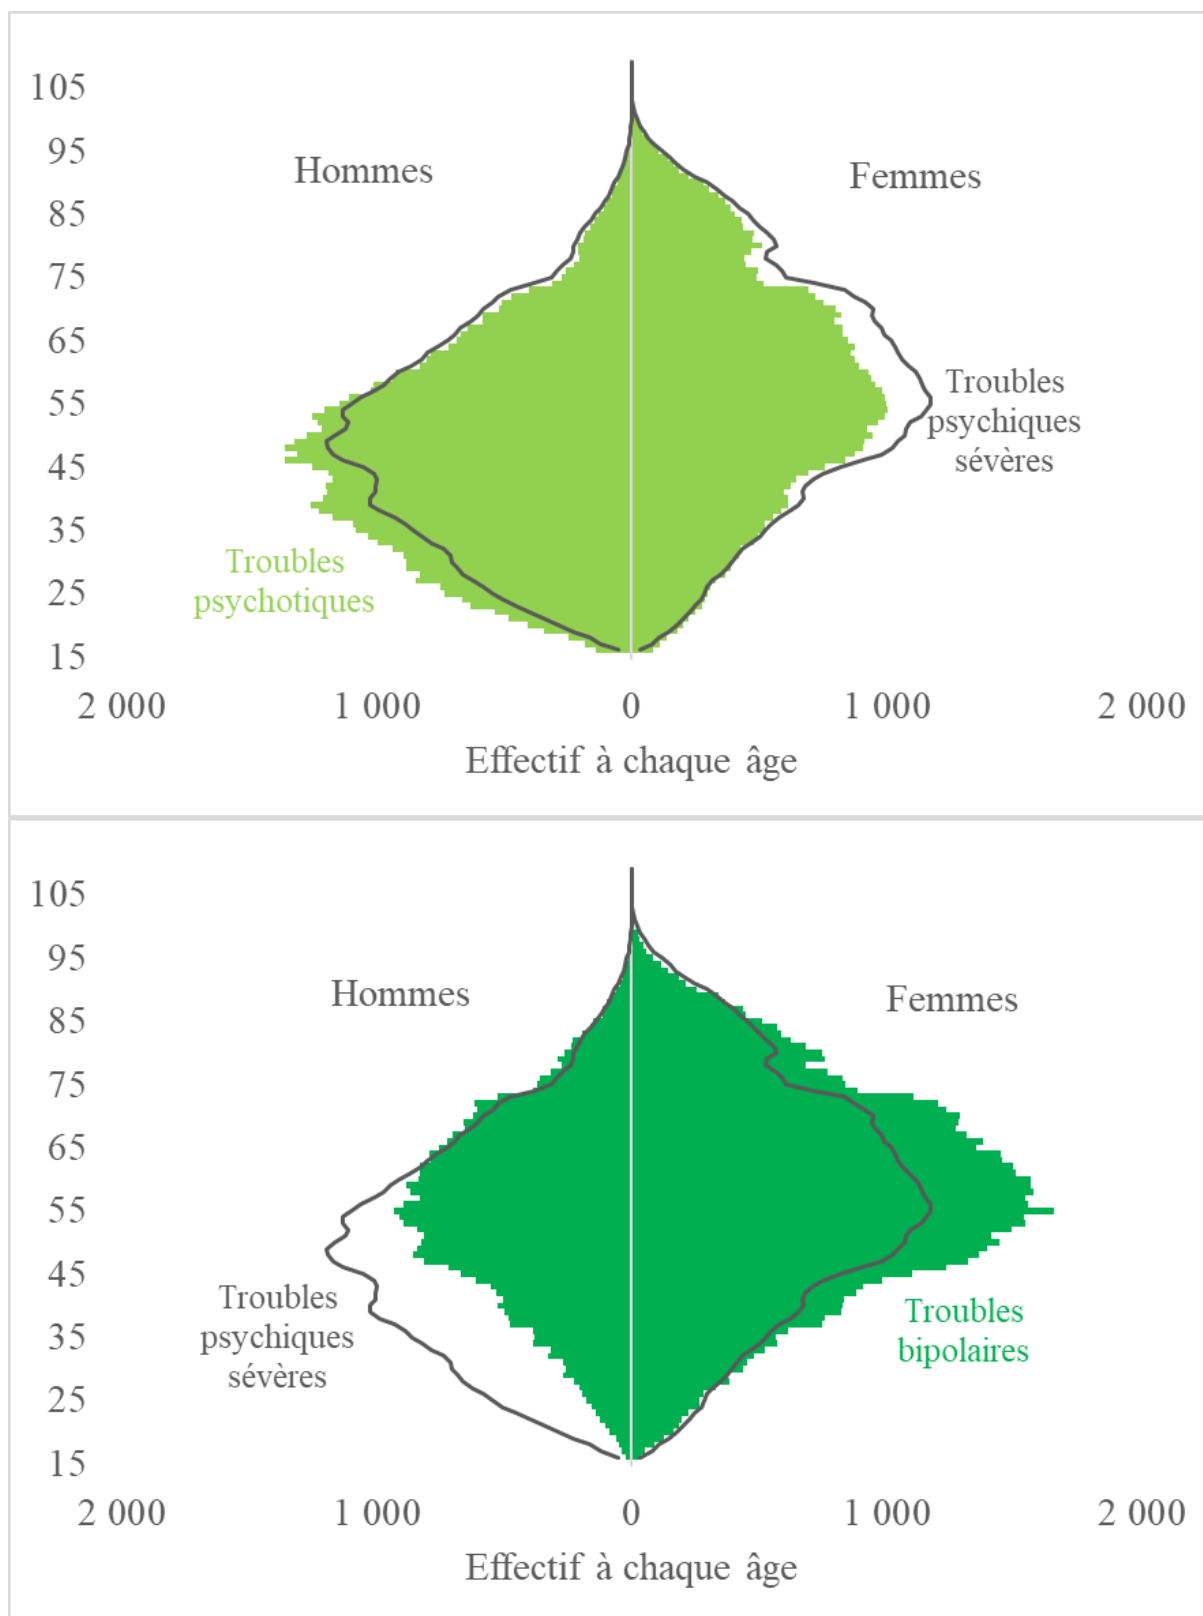 105
95
Hommes
Femmes
85
75
65
Troubles
psychiques
sévères
55
45
35
Troubles
psychotiques
25
15
2 000 1 000 0 1 000 2 000
Effectif à chaque âge
105
95
Hommes
Femmes
85
75
65
55
45
Troubles
psychiques
sévères
Troubles
bipolaires
35
25
15
2 000 1 000 0 1 000 2 000
Effectif à chaque âge